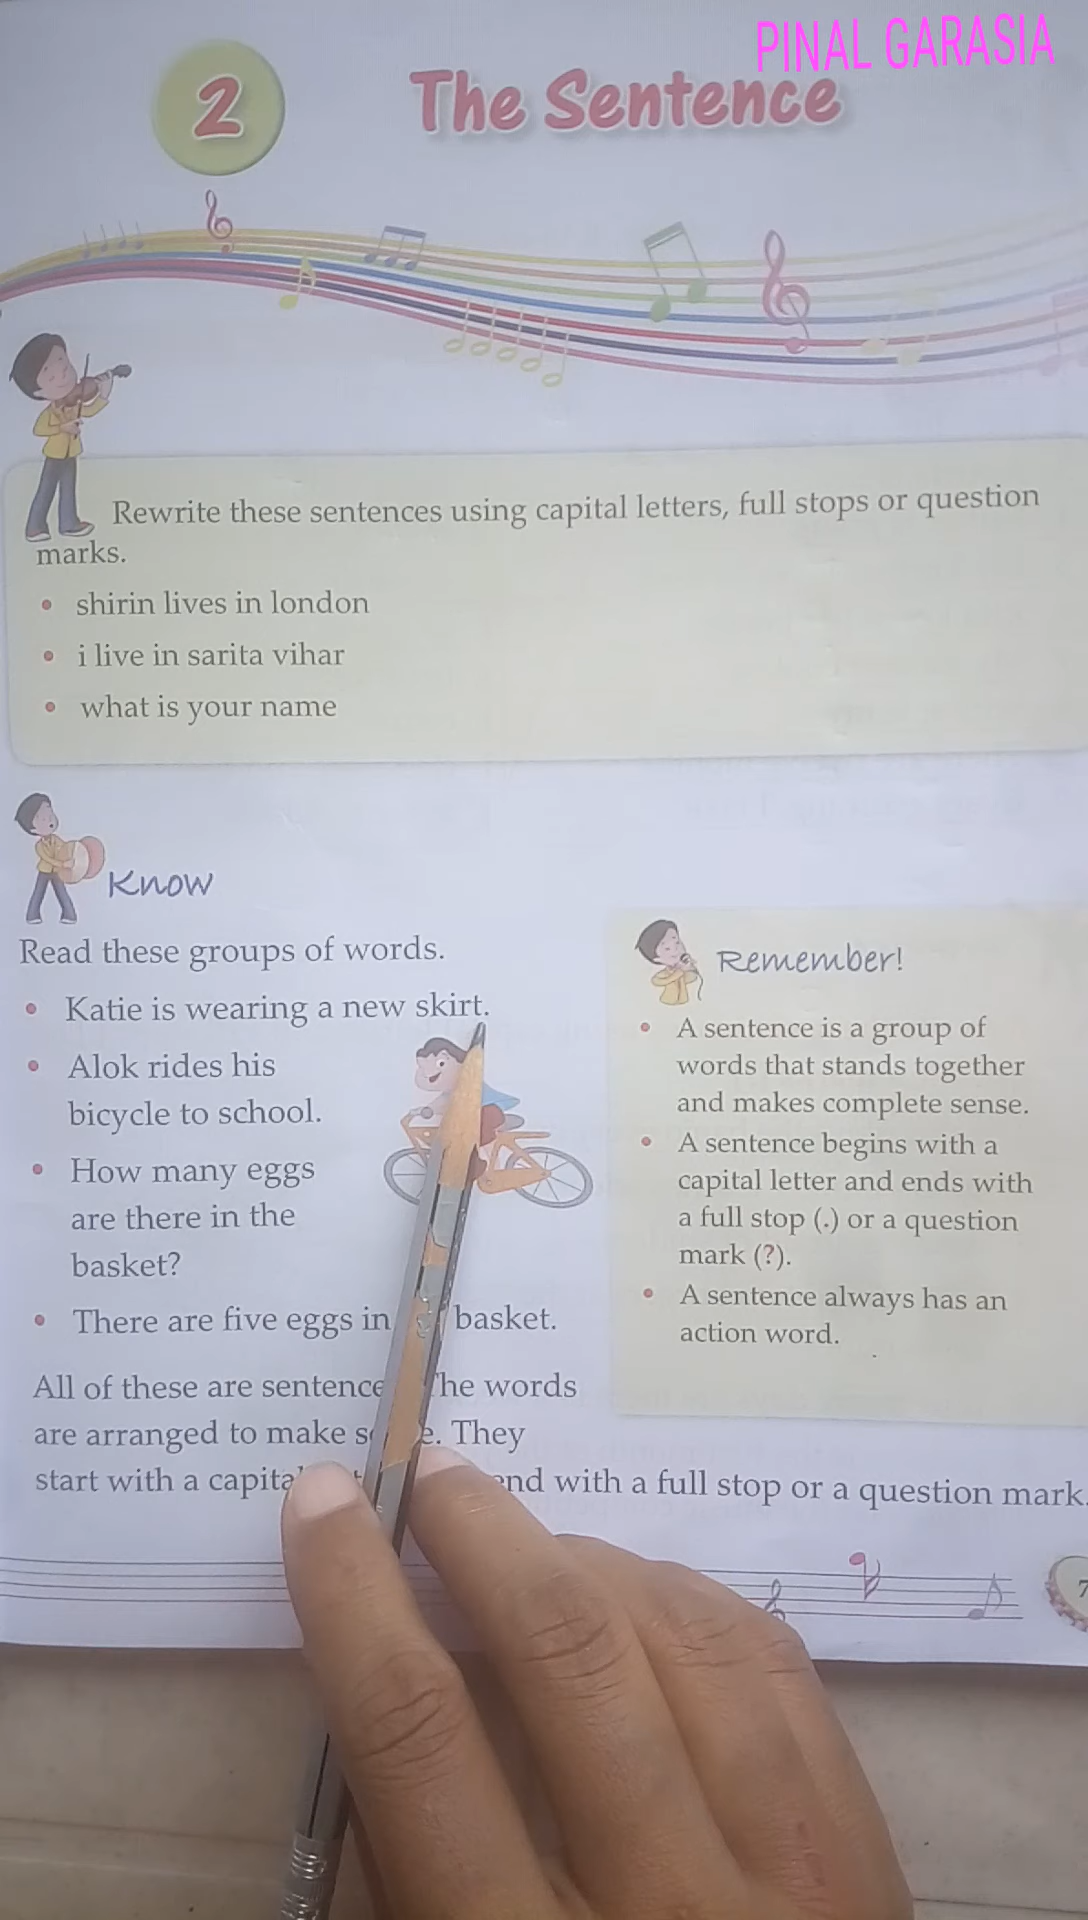 PINAL GARASIA
2 The Sentence
Rewrite these sentences using capital letters, full stops or question
marks.
• shirin lives in london
• i live in sarita vihar
• what is your name
Know
Read these groups of words.
• Katie is wearing a new skirt.
• Alok rides his
bicycle to school.
• How many eggs
are there in the
basket?
• There are five eggs in basket.
All of these are sentence he words
are arranged to make s e. They
start with a capital end with a full stop or a question mark.
Remember!
• A sentence is a group of
words that stands together
and makes complete sense.
• A sentence begins with a
capital letter and ends with
a full stop (.) or a question
mark (?).
• A sentence always has an
action word.
7